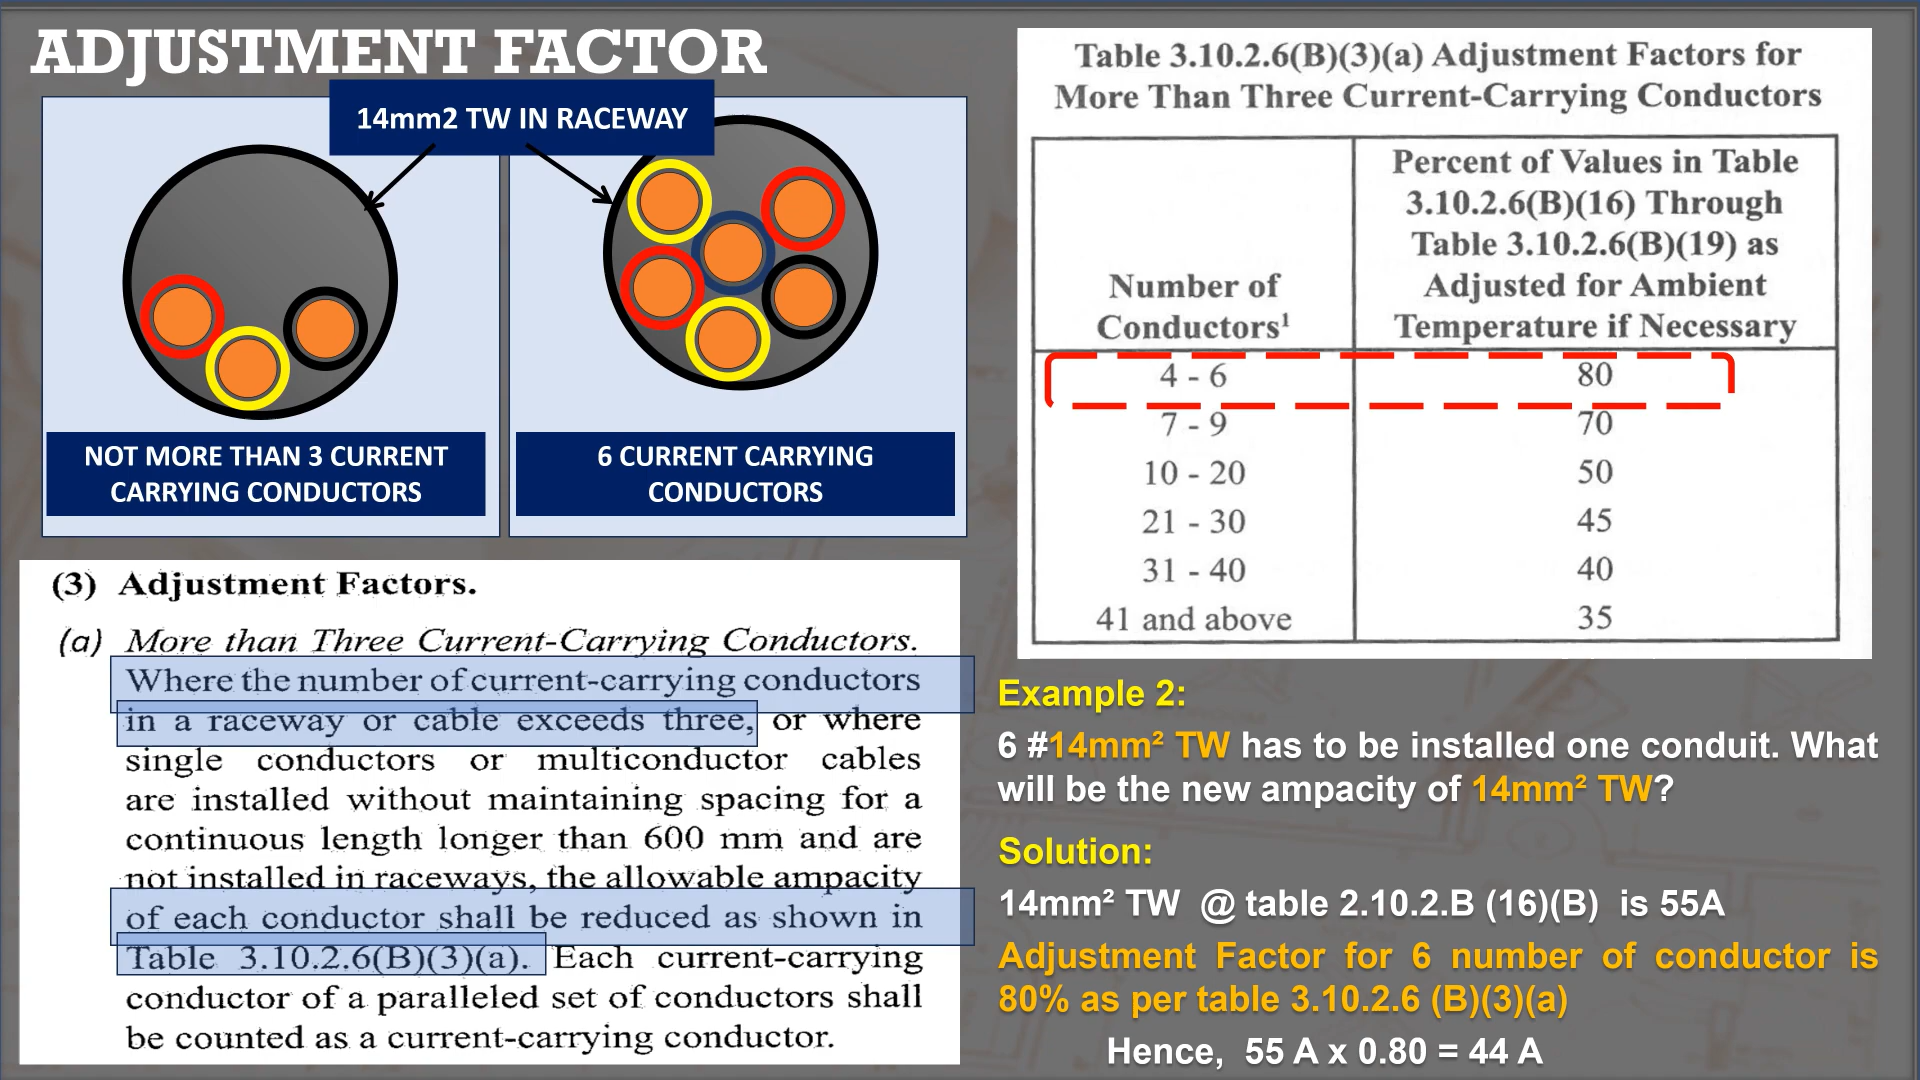 ADJUSTMENT FACTOR
14mm2 TW IN RACEWAY
NOT MORE THAN 3 CURRENT
CARRYING CONDUCTORS
6 CURRENT CARRYING
CONDUCTORS
(3) Adjustment Factors.
(a) More than Three Current-Carrying Conductors.
Where the number of current-carrying conductors
in a raceway or cable exceeds three, or where
single conductors or multiconductor cables
are installed without maintaining spacing for a
continuous length longer than 600 mm and are
not installed in raceways, the allowable ampacity
of each conductor shall be reduced as shown in
Table 3.10.2.6(B)(3)(a). Each current-carrying
conductor of a paralleled set of conductors shall
be counted as a current-carrying conductor.
Table 3.10.2.6(B)(3)(a) Adjustment Factors for
More Than Three Current-Carrying Conductors
Number of
Conductors¹
Percent of Values in Table
3.10.2.6(B)(16) Through
Table 3.10.2.6(B)(19) as
Adjusted for Ambient
Temperature if Necessary
4 - 6 80
7 - 9 70
10 - 20 50
21 - 30 45
31 - 40 40
41 and above 35
Example 2:
6 #14mm² TW has to be installed one conduit. What
will be the new ampacity of 14mm² TW?
Solution:
14mm² TW @ table 2.10.2.B (16)(B) is 55A
Adjustment Factor for 6 number of conductor is
80% as per table 3.10.2.6 (B)(3)(a)
Hence, 55 A x 0.80 = 44 A